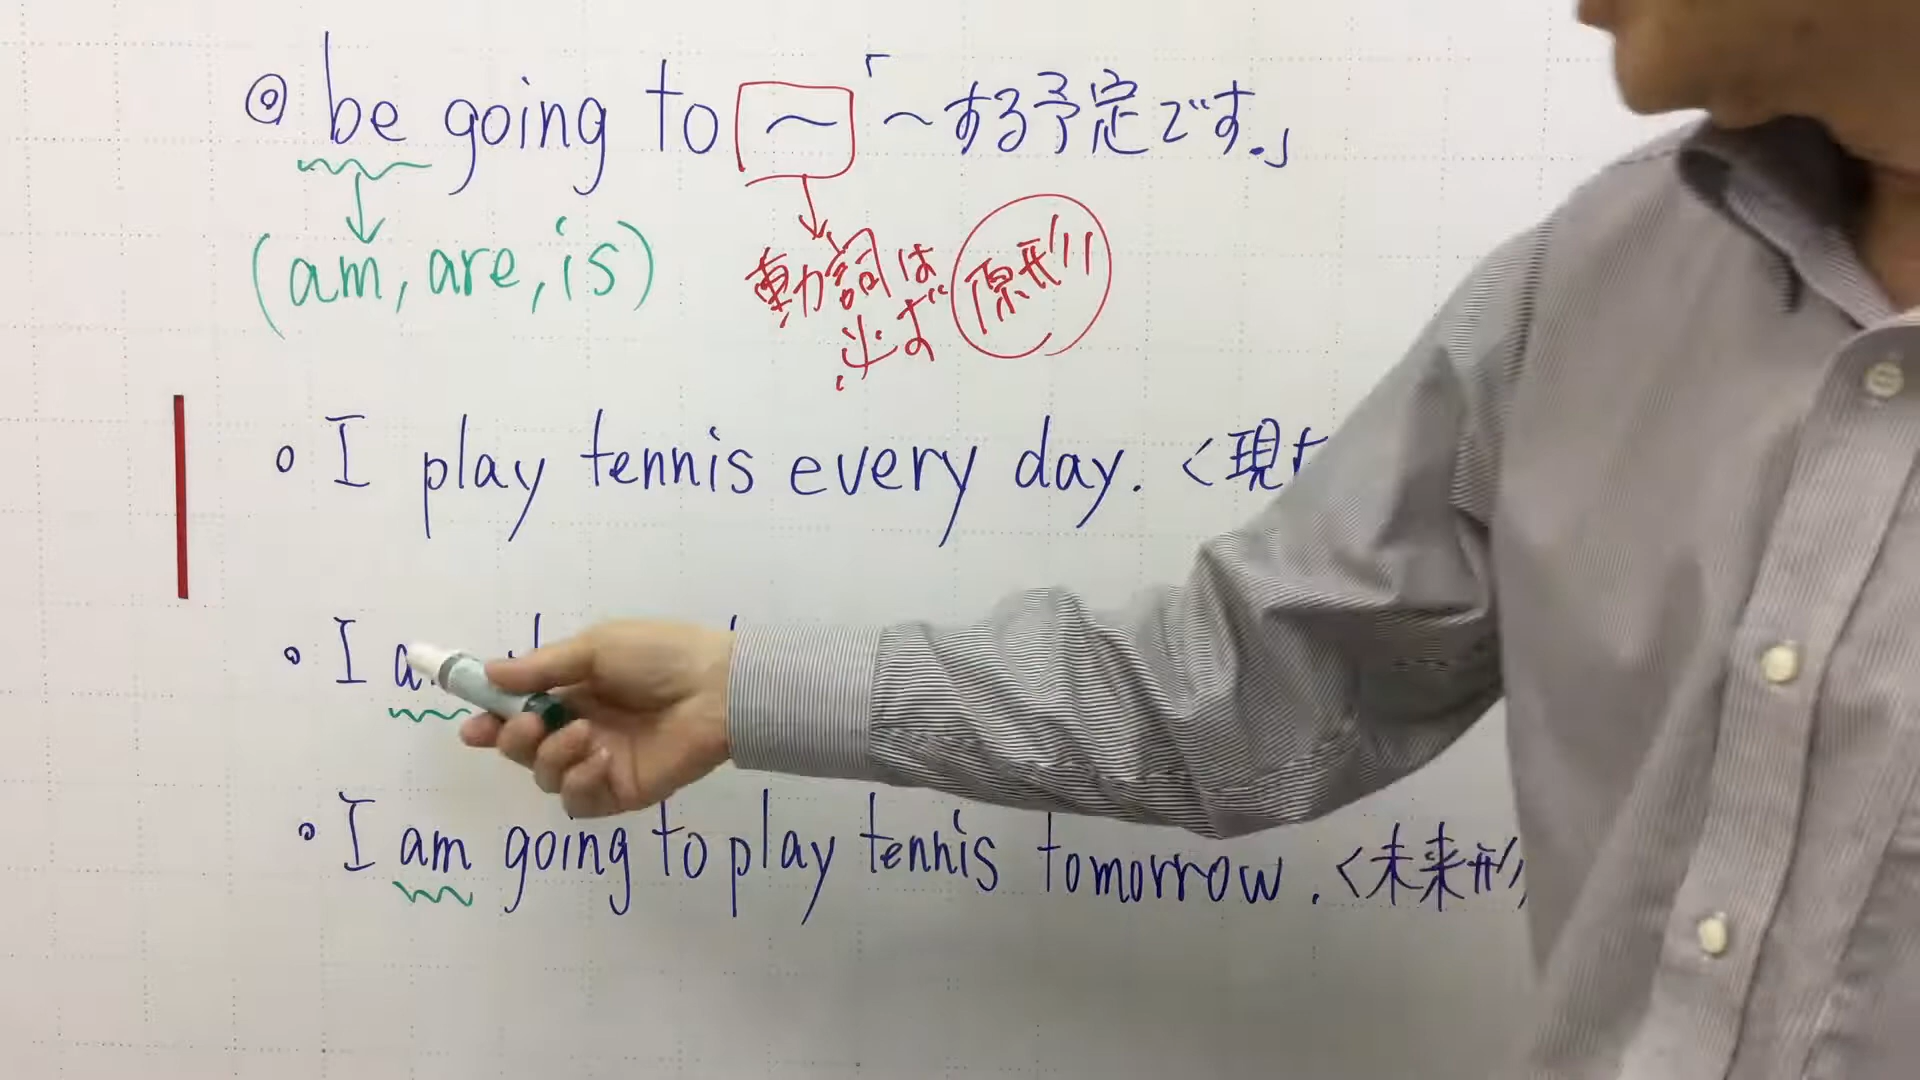 ◎ be going to 〜 「〜する予定です。」
(am, are, is)
動詞は
必ず 原形!!
○ I play tennis every day. <現
○ I
○ I am going to play tennis tomorrow. <未来形>